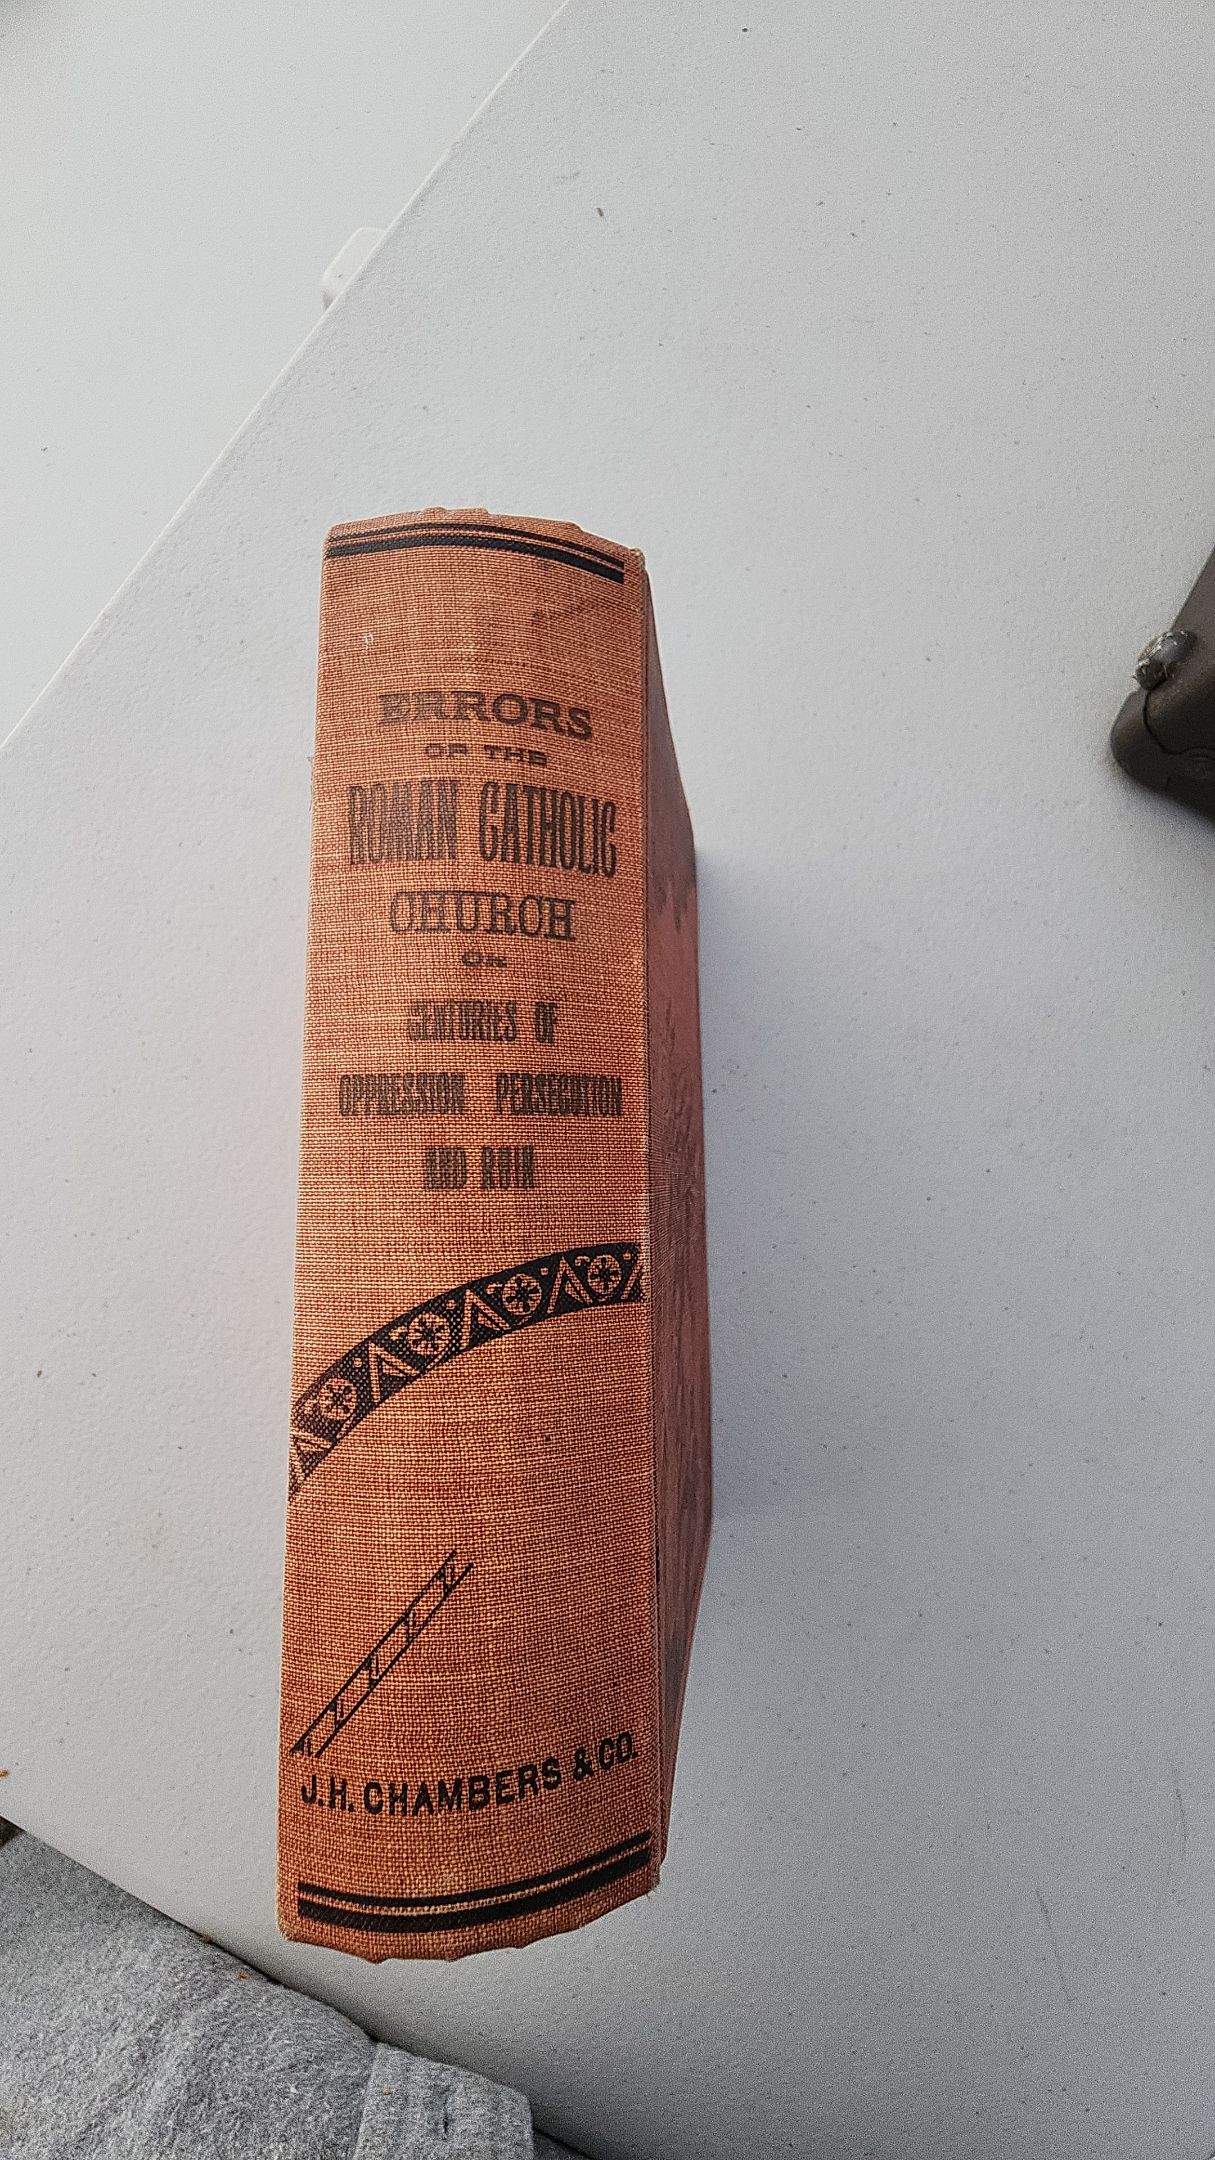 ERRORS
OF THE
ROMAN CATHOLIC
CHURCH
OR
CENTURIES OF
OPPRESSION PERSECUTION
AND RUIN
J.H. CHAMBERS & CO.